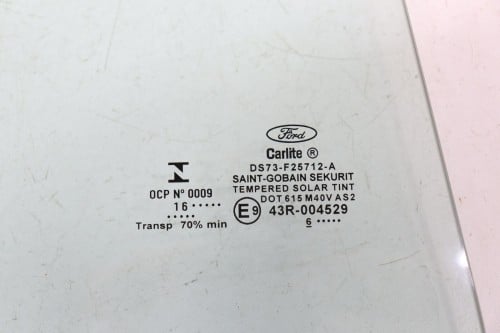 Ford
Carlite ®
DS73-F25712-A
SAINT-GOBAIN SEKURIT
TEMPERED SOLAR TINT
DOT 615 M40V AS2
E9 43R-004529
6 .....
OCP Nº 0009
16 .....
Transp 70% min